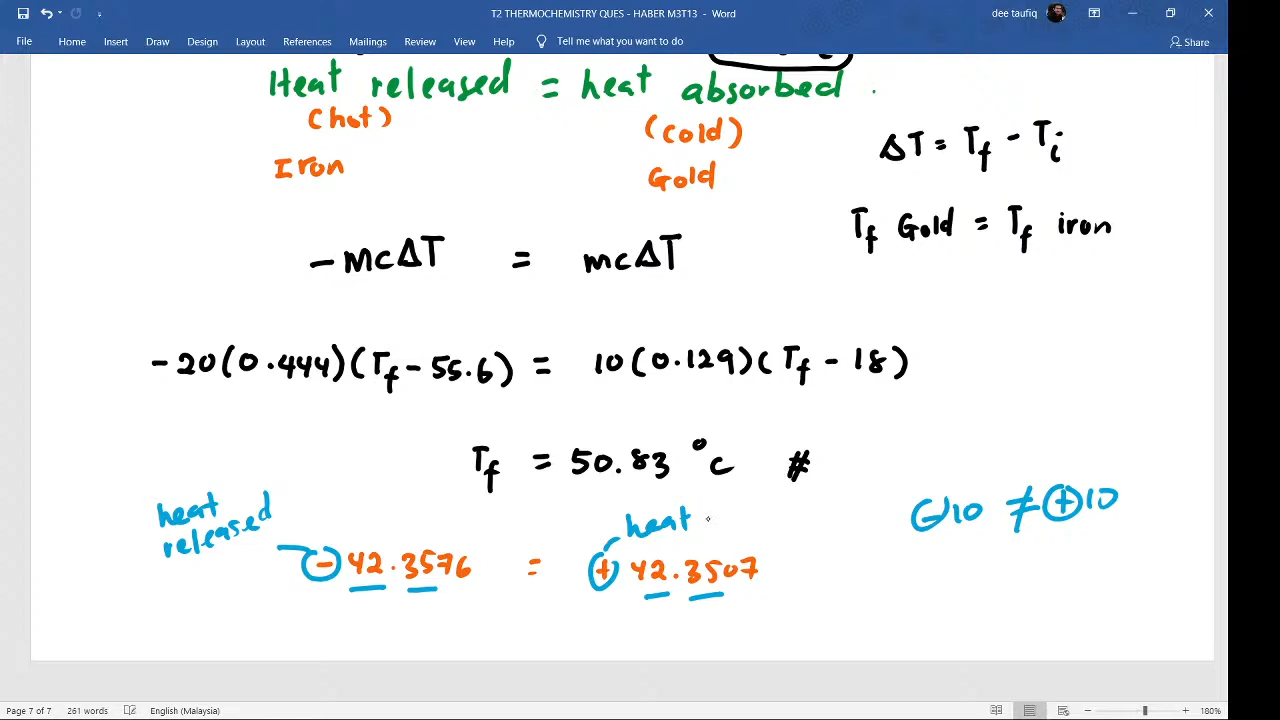 T2 THERMOCHEMISTRY QUES - HABER M3T13 - Word
dee taufiq
File Home Insert Draw Design Layout References Mailings Review View Help Tell me what you want to do Share
Heat released = heat absorbed.
(hot) (cold)
Iron Gold
ΔT = Tf - Ti
Tf Gold = Tf iron
-mcΔT = mcΔT
-20(0.444)(Tf - 55.6) = 10(0.129)(Tf - 18)
Tf = 50.83 °c #
heat released
heat
-10 ≠ +10
- 42.3576 = + 42.3507
Page 7 of 7 261 words English (Malaysia) 180%